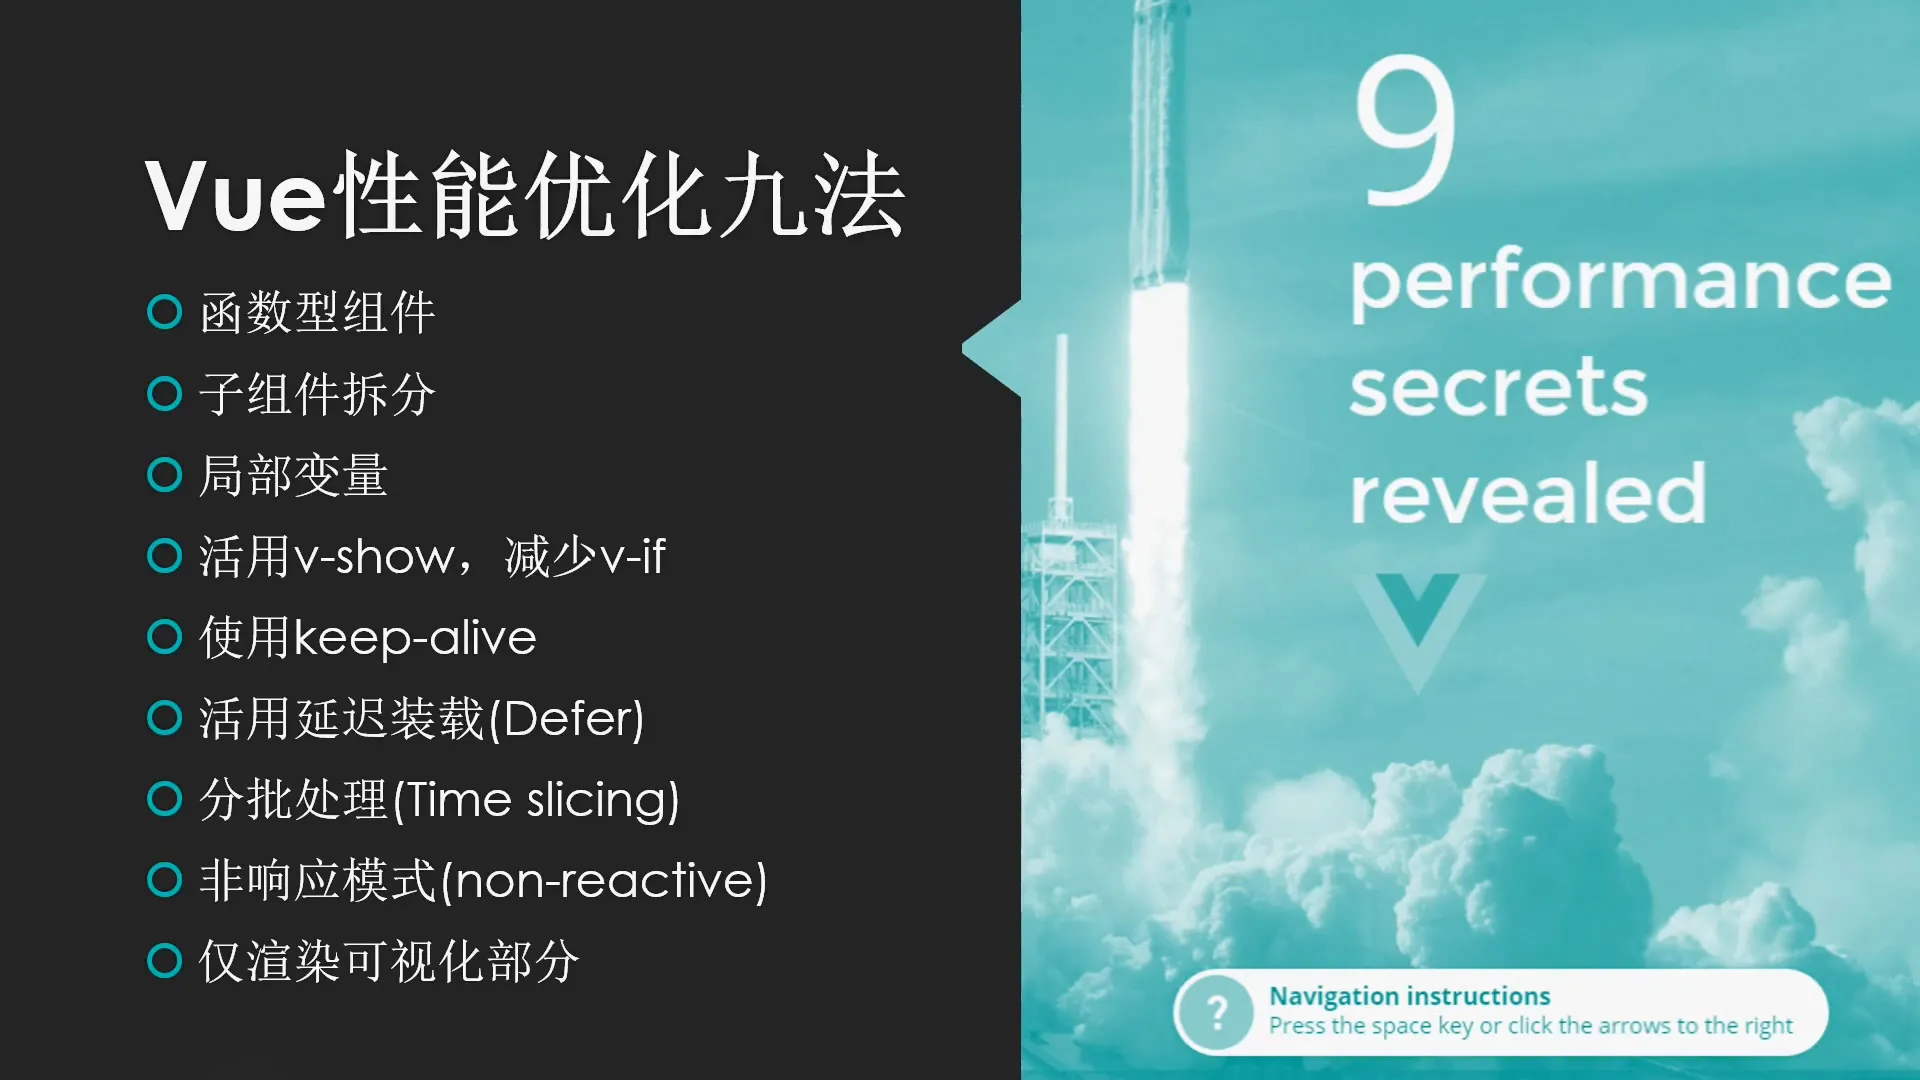 Vue性能优化九法
函数型组件
子组件拆分
局部变量
活用v-show，减少v-if
使用keep-alive
活用延迟装载(Defer)
分批处理(Time slicing)
非响应模式(non-reactive)
仅渲染可视化部分
9
performance
secrets
revealed
?
Navigation instructions
Press the space key or click the arrows to the right